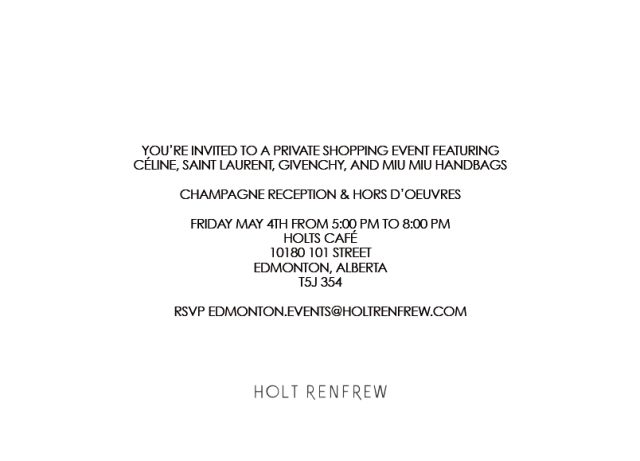 YOU'RE INVITED TO A PRIVATE SHOPPING EVENT FEATURING
CÉLINE, SAINT LAURENT, GIVENCHY, AND MIU MIU HANDBAGS
CHAMPAGNE RECEPTION & HORS D'OEUVRES
FRIDAY MAY 4TH FROM 5:00 PM TO 8:00 PM
HOLTS CAFÉ
10180 101 STREET
EDMONTON, ALBERTA
T5J 354
RSVP EDMONTON.EVENTS@HOLTRENFREW.COM
HOLT RENFREW